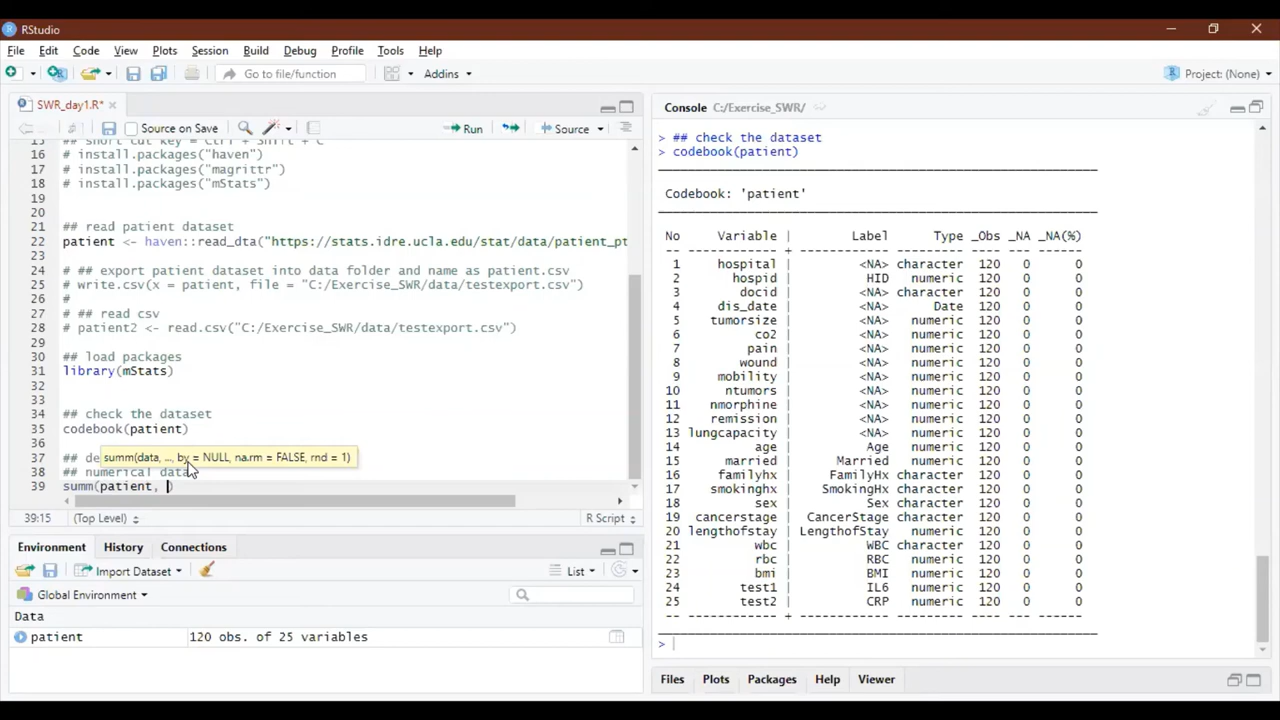 RStudio
File Edit Code View Plots Session Build Debug Profile Tools Help
Go to file/function Addins Project: (None)
SWR_day1.R*
Source on Save Run Source
15 ## short cut key = Ctrl + Shift + C
16 # install.packages("haven")
17 # install.packages("magrittr")
18 # install.packages("mStats")
19
20
21 ## read patient dataset
22 patient <- haven::read_dta("https://stats.idre.ucla.edu/stat/data/patient_pt
23
24 # ## export patient dataset into data folder and name as patient.csv
25 # write.csv(x = patient, file = "C:/Exercise_SWR/data/testexport.csv")
26 #
27 # ## read csv
28 # patient2 <- read.csv("C:/Exercise_SWR/data/testexport.csv")
29
30 ## load packages
31 library(mStats)
32
33
34 ## check the dataset
35 codebook(patient)
36
summ(data, ..., by = NULL, na.rm = FALSE, rnd = 1)
37 ## de
38 ## numerical data
39 summ(patient, )
39:15 (Top Level) R Script
Environment History Connections
Import Dataset List
Global Environment
Data
patient 120 obs. of 25 variables
Console C:/Exercise_SWR/
> ## check the dataset
> codebook(patient)
Codebook: 'patient'
No Variable | Label Type _Obs _NA _NA(%)
-- ------------ + ------------ --------- ---- --- ------
1 hospital | <NA> character 120 0 0
2 hospid | HID numeric 120 0 0
3 docid | <NA> character 120 0 0
4 dis_date | <NA> Date 120 0 0
5 tumorsize | <NA> numeric 120 0 0
6 co2 | <NA> numeric 120 0 0
7 pain | <NA> numeric 120 0 0
8 wound | <NA> numeric 120 0 0
9 mobility | <NA> numeric 120 0 0
10 ntumors | <NA> numeric 120 0 0
11 nmorphine | <NA> numeric 120 0 0
12 remission | <NA> numeric 120 0 0
13 lungcapacity | <NA> numeric 120 0 0
14 age | Age numeric 120 0 0
15 married | Married numeric 120 0 0
16 familyhx | FamilyHx character 120 0 0
17 smokinghx | SmokingHx character 120 0 0
18 sex | Sex character 120 0 0
19 cancerstage | CancerStage character 120 0 0
20 lengthofstay | LengthofStay numeric 120 0 0
21 wbc | WBC character 120 0 0
22 rbc | RBC numeric 120 0 0
23 bmi | BMI numeric 120 0 0
24 test1 | IL6 numeric 120 0 0
25 test2 | CRP numeric 120 0 0
-- ------------ + ------------ --------- ---- --- ------
>
Files Plots Packages Help Viewer